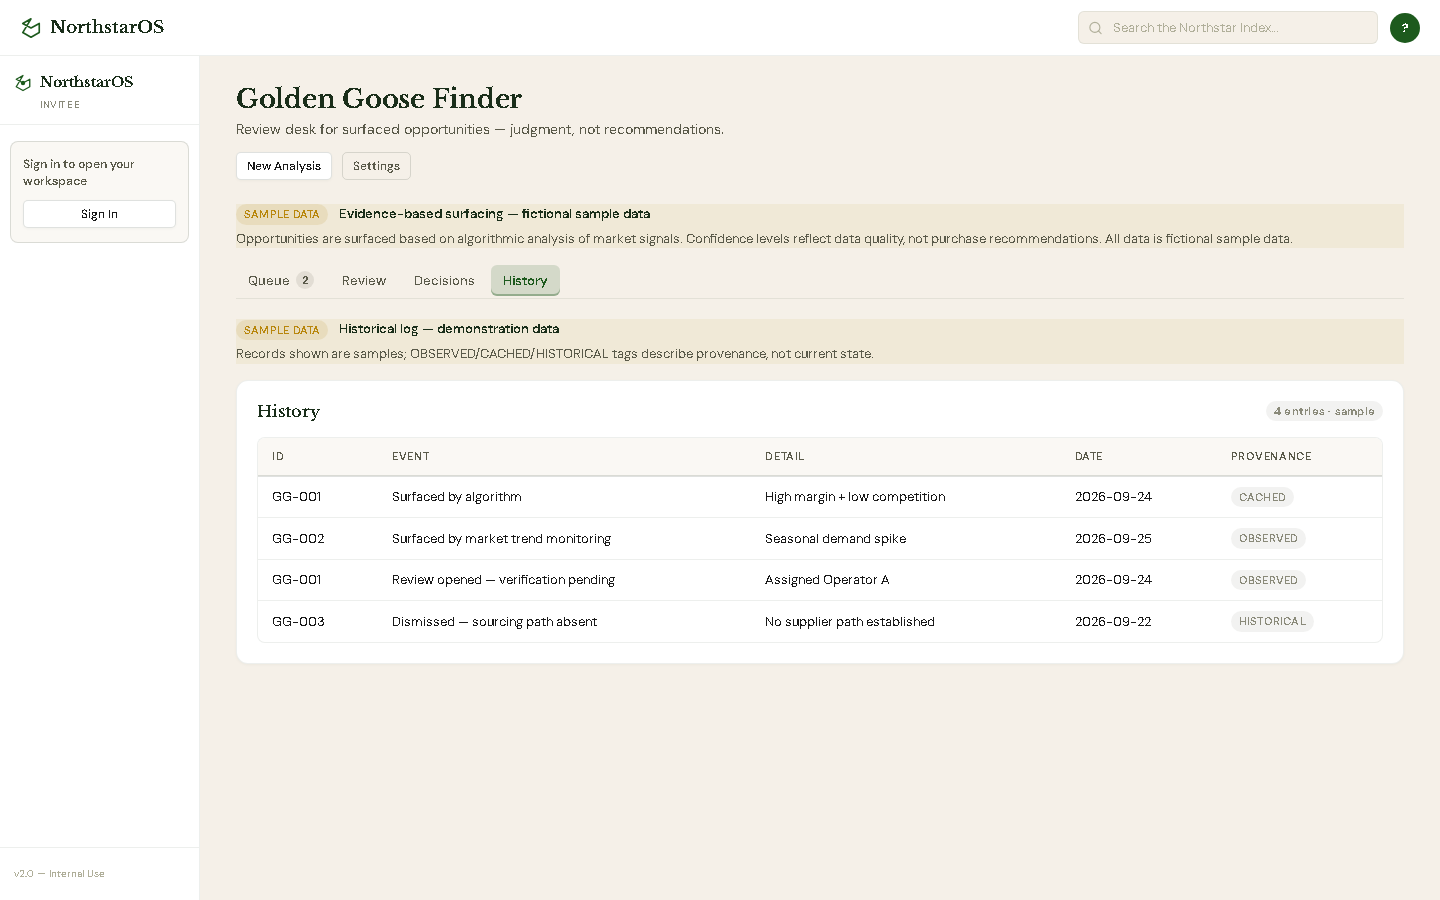 NorthstarOS
Search the Northstar Index...
?
NorthstarOS
INVITEE
Sign in to open your
workspace
Sign In
v2.0 — Internal Use
Golden Goose Finder
Review desk for surfaced opportunities — judgment, not recommendations.
New Analysis
Settings
SAMPLE DATA Evidence-based surfacing — fictional sample data
Opportunities are surfaced based on algorithmic analysis of market signals. Confidence levels reflect data quality, not purchase recommendations. All data is fictional sample data.
Queue 2 Review Decisions History
SAMPLE DATA Historical log — demonstration data
Records shown are samples; OBSERVED/CACHED/HISTORICAL tags describe provenance, not current state.
History 4 entries · sample
ID EVENT DETAIL DATE PROVENANCE
GG-001 Surfaced by algorithm High margin + low competition 2026-09-24 CACHED
GG-002 Surfaced by market trend monitoring Seasonal demand spike 2026-09-25 OBSERVED
GG-001 Review opened — verification pending Assigned Operator A 2026-09-24 OBSERVED
GG-003 Dismissed — sourcing path absent No supplier path established 2026-09-22 HISTORICAL